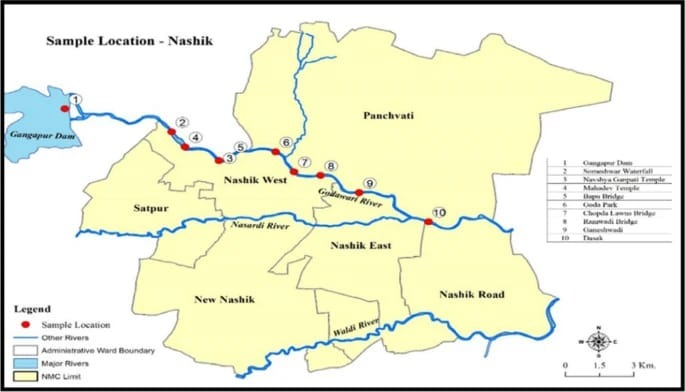 Sample Location - Nashik
1
Gangapur Dam
2
4
3
5
6
7
8
9
10
Panchvati
Nashik West
Godawari River
Satpur
Nasardi River
Nashik East
New Nashik
Nashik Road
Waldi River
1 Gangapur Dam
2 Someshwar Waterfall
3 Navshya Ganpati Temple
4 Mahadev Temple
5 Bapu Bridge
6 Goda Park
7 Chopda Lawns Bridge
8 Ramwadi Bridge
9 Ganeshwadi
10 Dasak
Legend
Sample Location
Other Rivers
Administrative Ward Boundary
Major Rivers
NMC Limit
N
E
S
W
0 1.5 3 Km.